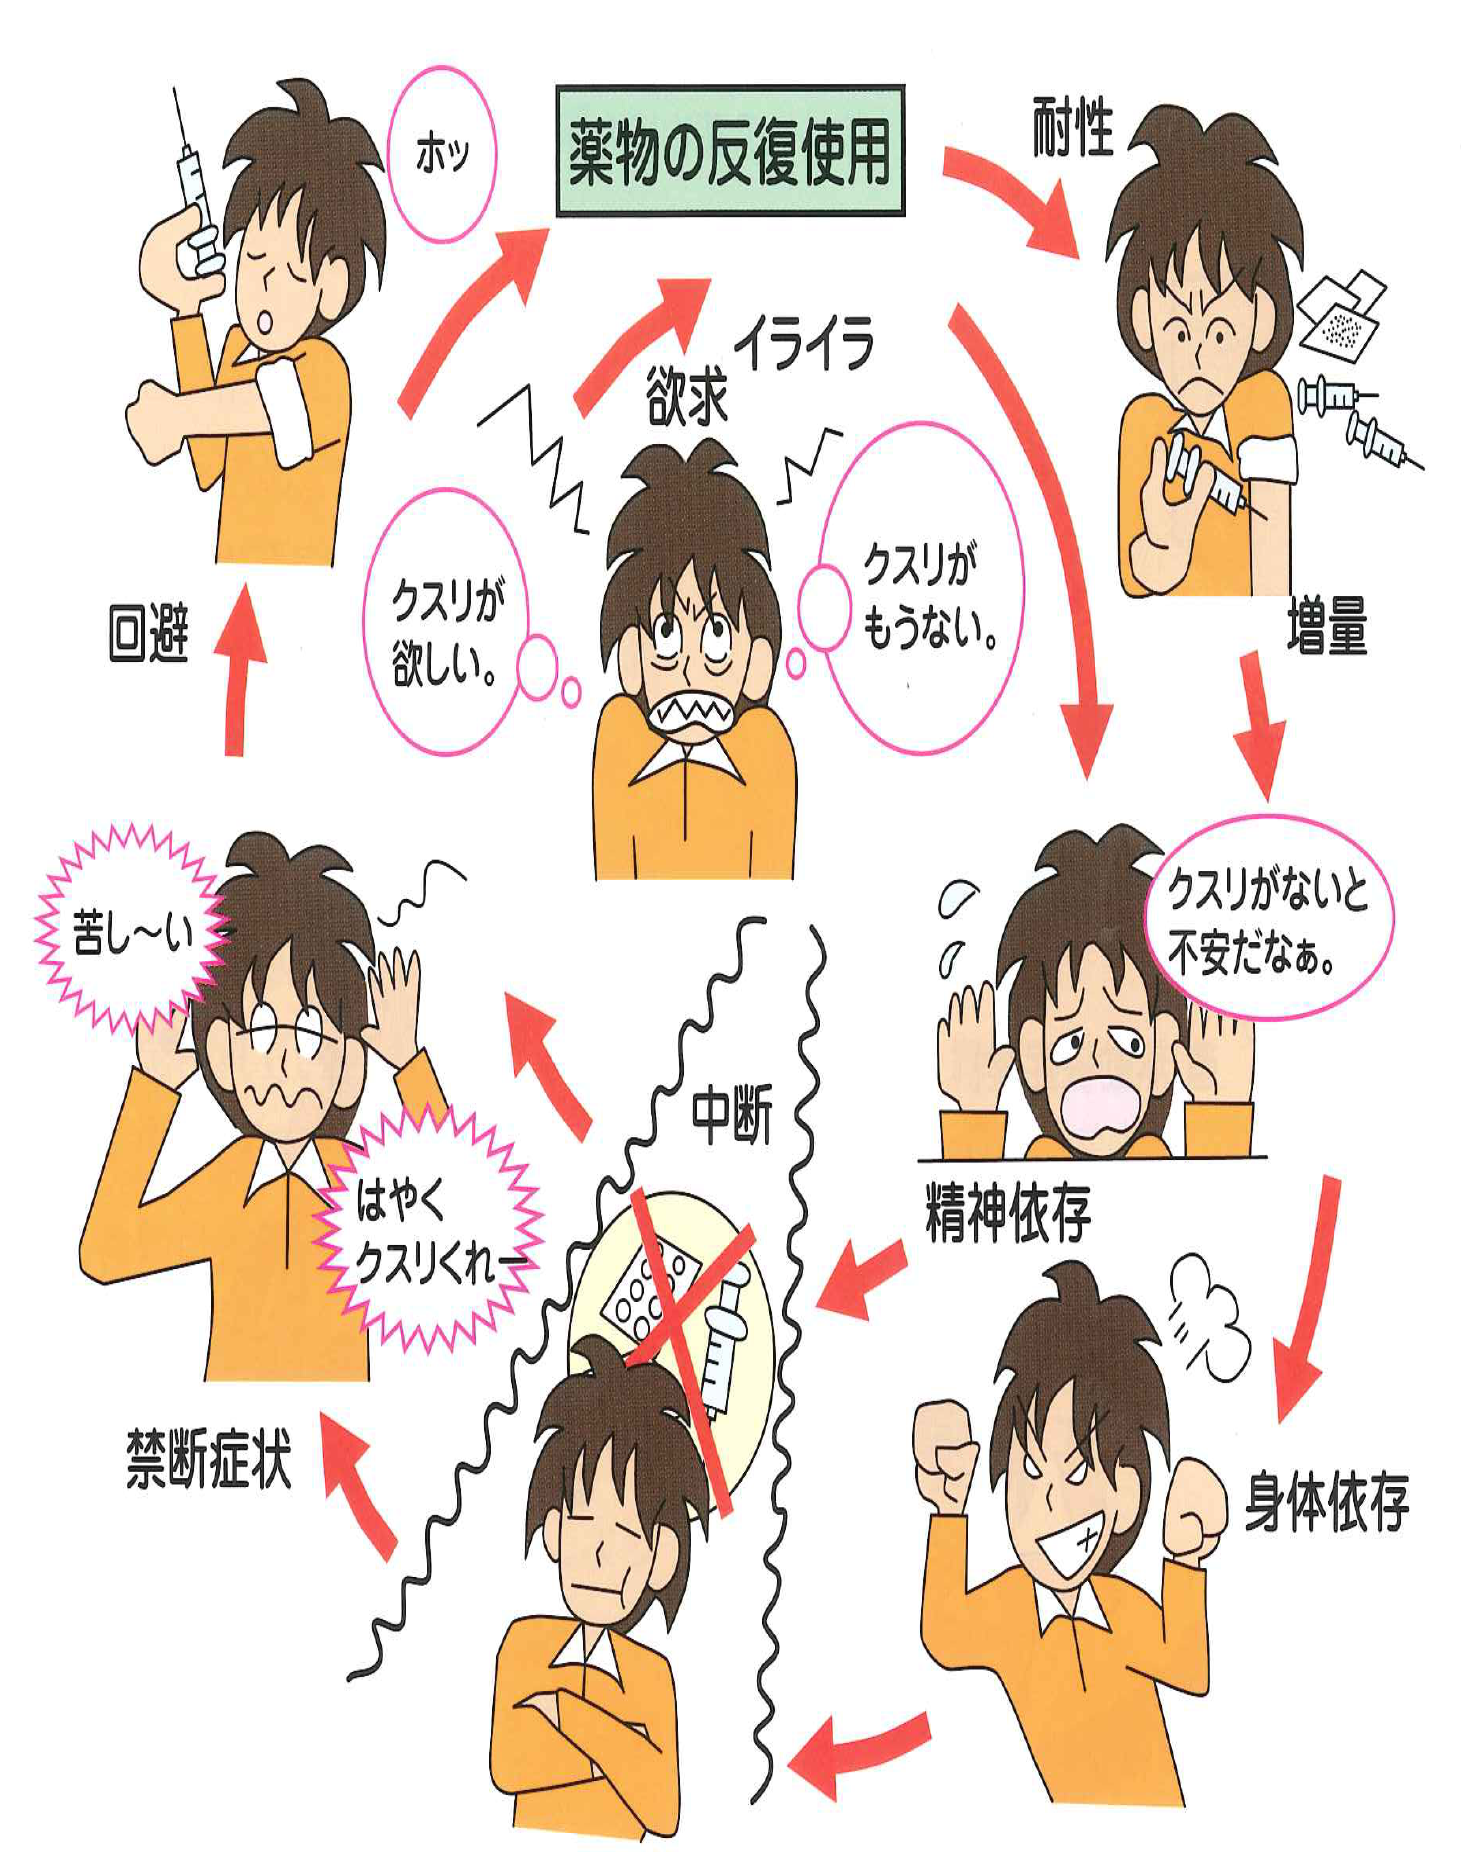 薬物の反復使用
ホッ
耐性
イライラ
欲求
クスリが
欲しい。
クスリが
もうない。
増量
回避
クスリがないと
不安だなぁ。
苦し〜い
はやく
クスリくれー
中断
精神依存
身体依存
禁断症状